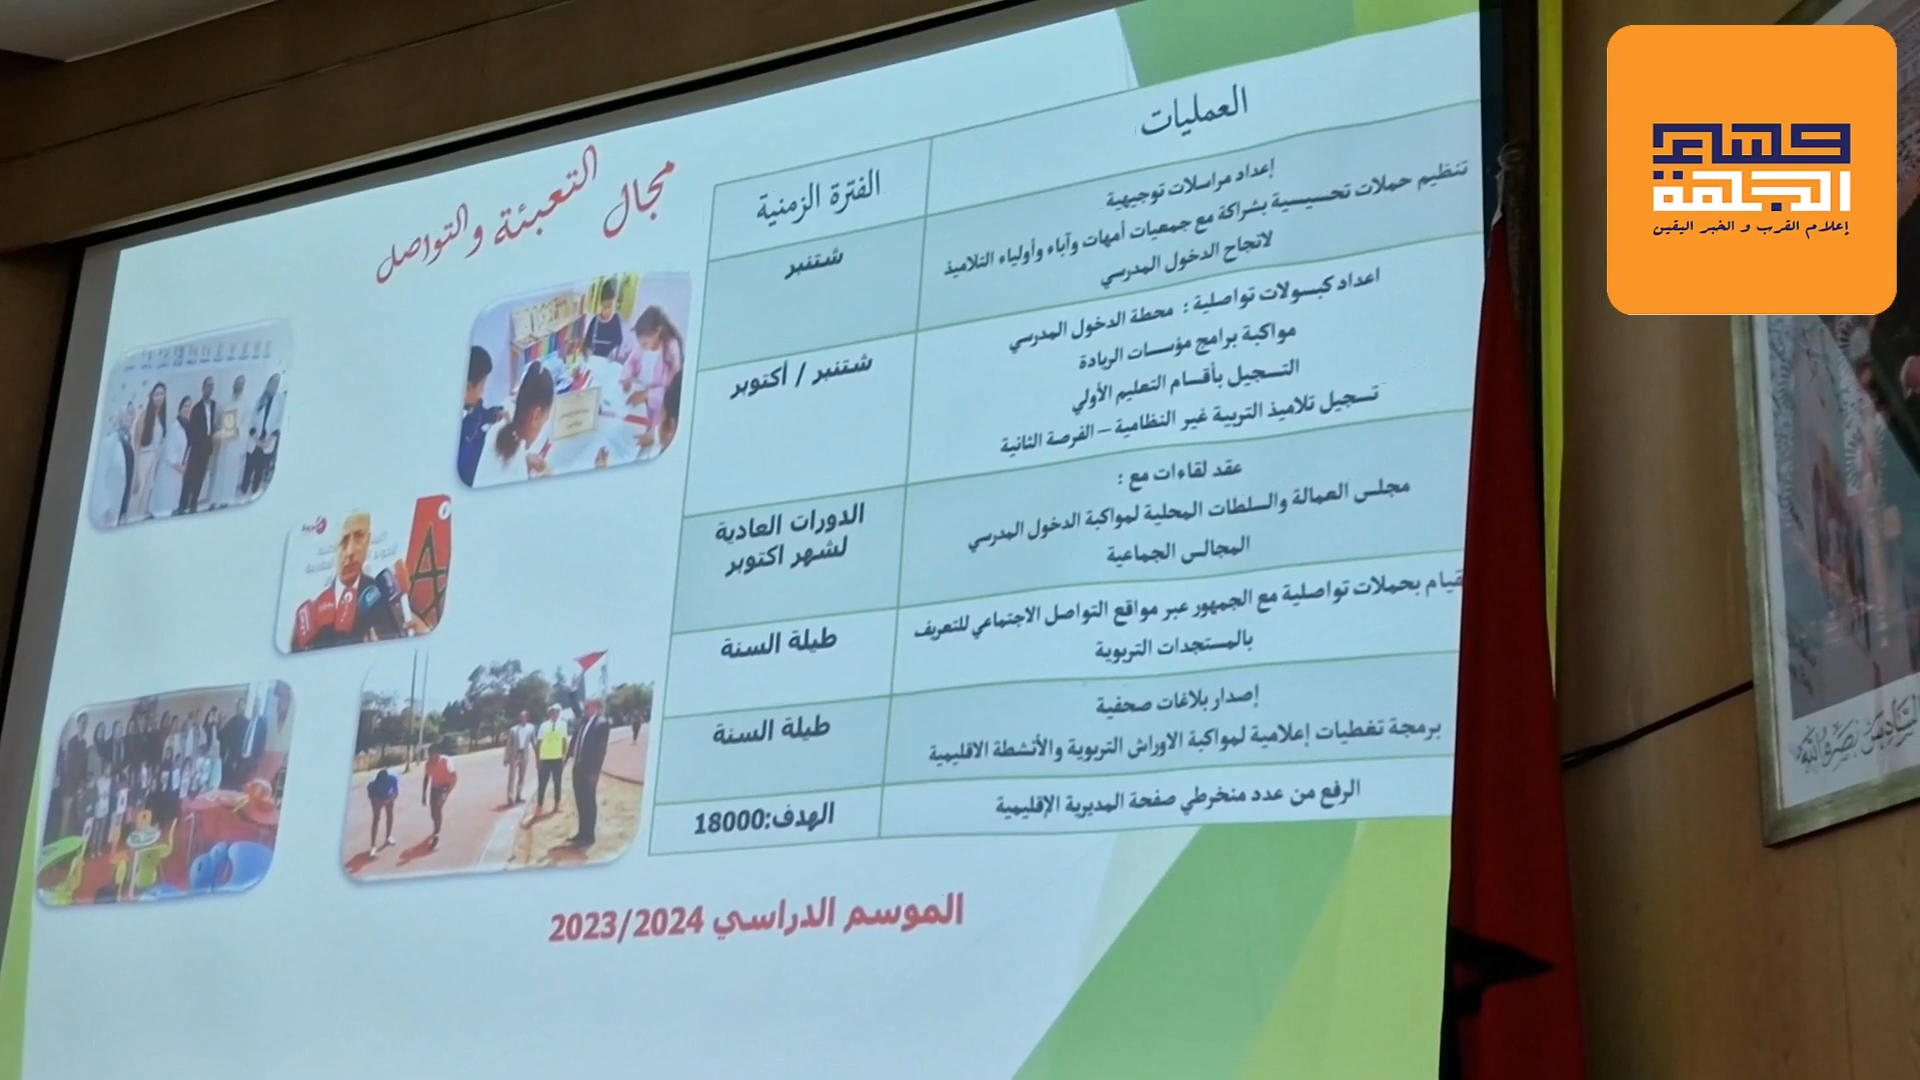 مجال التعبئة والتواصل
العمليات
الفترة الزمنية
إعداد مراسلات توجيهية
تنظيم حملات تحسيسية بشراكة مع جمعيات أمهات وآباء وأولياء التلاميذ
لانجاح الدخول المدرسي
شتنبر
اعداد كبسولات تواصلية : محطة الدخول المدرسي
مواكبة برامج مؤسسات الريادة
التسجيل بأقسام التعليم الأولي
تسجيل تلاميذ التربية غير النظامية – الفرصة الثانية
شتنبر / أكتوبر
عقد لقاءات مع :
مجلس العمالة والسلطات المحلية لمواكبة الدخول المدرسي
المجالس الجماعية
الدورات العادية
لشهر اكتوبر
بحملات تواصلية مع الجمهور عبر مواقع التواصل الاجتماعي للتعريف
بالمستجدات التربوية
طيلة السنة
إصدار بلاغات صحفية
برمجة تغطيات إعلامية لمواكبة الاوراش التربوية والأنشطة الاقليمية
طيلة السنة
الرفع من عدد منخرطي صفحة المديرية الإقليمية
الهدف:18000
الموسم الدراسي 2023/2024
الجهة
إعلام القرب و الخبر اليقين
نصره الله